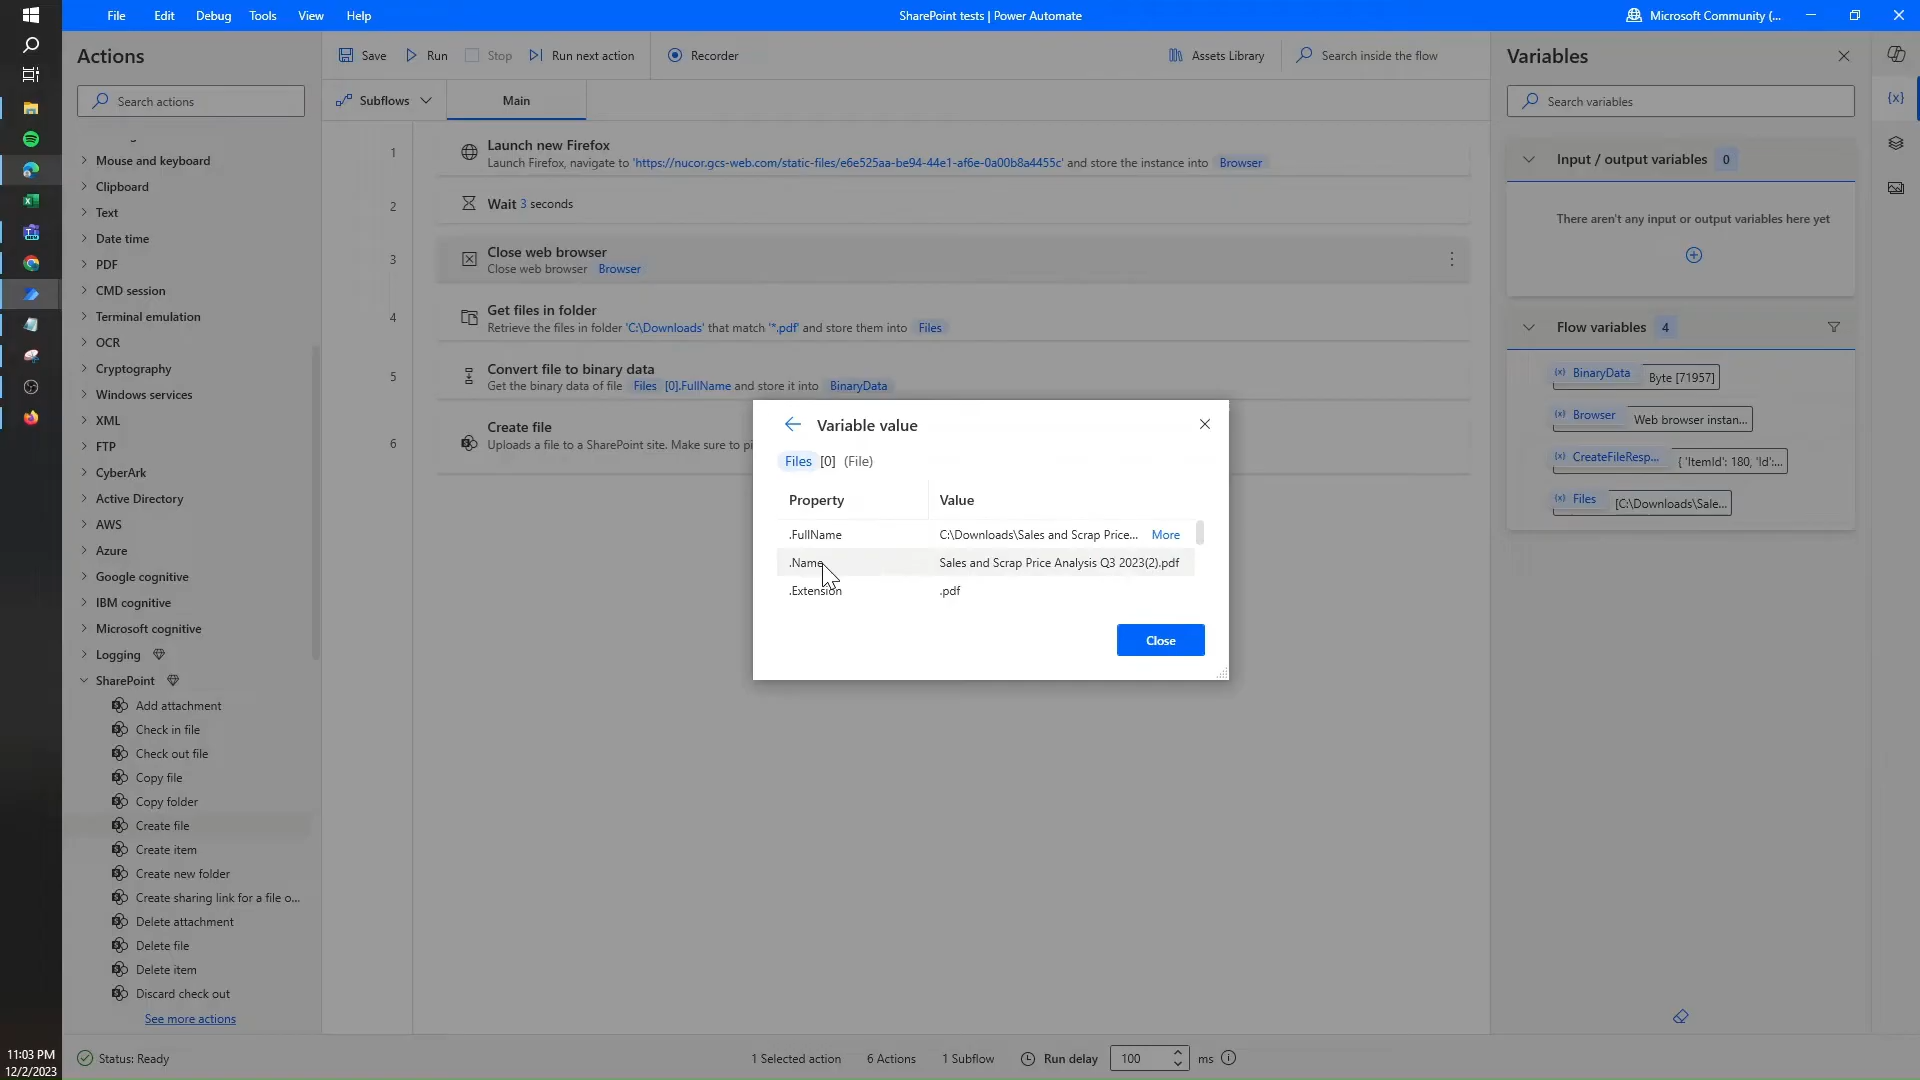 File Edit Debug Tools View Help
SharePoint tests | Power Automate
Microsoft Community (...
Actions
Search actions
Mouse and keyboard
Clipboard
Text
Date time
PDF
CMD session
Terminal emulation
OCR
Cryptography
Windows services
XML
FTP
CyberArk
Active Directory
AWS
Azure
Google cognitive
IBM cognitive
Microsoft cognitive
Logging
SharePoint
Add attachment
Check in file
Check out file
Copy file
Copy folder
Create file
Create item
Create new folder
Create sharing link for a file o...
Delete attachment
Delete file
Delete item
Discard check out
See more actions
Save Run Stop Run next action Recorder Assets Library Search inside the flow
Subflows Main
1 Launch new Firefox
Launch Firefox, navigate to 'https://nucor.gcs-web.com/static-files/e6e525aa-be94-44e1-af6e-0a00b8a4455c' and store the instance into Browser
2 Wait 3 seconds
3 Close web browser
Close web browser Browser
4 Get files in folder
Retrieve the files in folder 'C:\Downloads' that match '*.pdf' and store them into Files
5 Convert file to binary data
Get the binary data of file Files [0].FullName and store it into BinaryData
6 Create file
Uploads a file to a SharePoint site. Make sure to pi
Variable value
Files [0] (File)
Property Value
.FullName C:\Downloads\Sales and Scrap Price... More
.Name Sales and Scrap Price Analysis Q3 2023(2).pdf
.Extension .pdf
Close
Variables
{x}
Search variables
Input / output variables 0
There aren't any input or output variables here yet
Flow variables 4
(x) BinaryData Byte [71957]
(x) Browser Web browser instan...
(x) CreateFileResp... { 'ItemId': 180, 'Id':...
(x) Files [C:\Downloads\Sale...
Status: Ready
1 Selected action 6 Actions 1 Subflow Run delay 100 ms
11:03 PM
12/2/2023